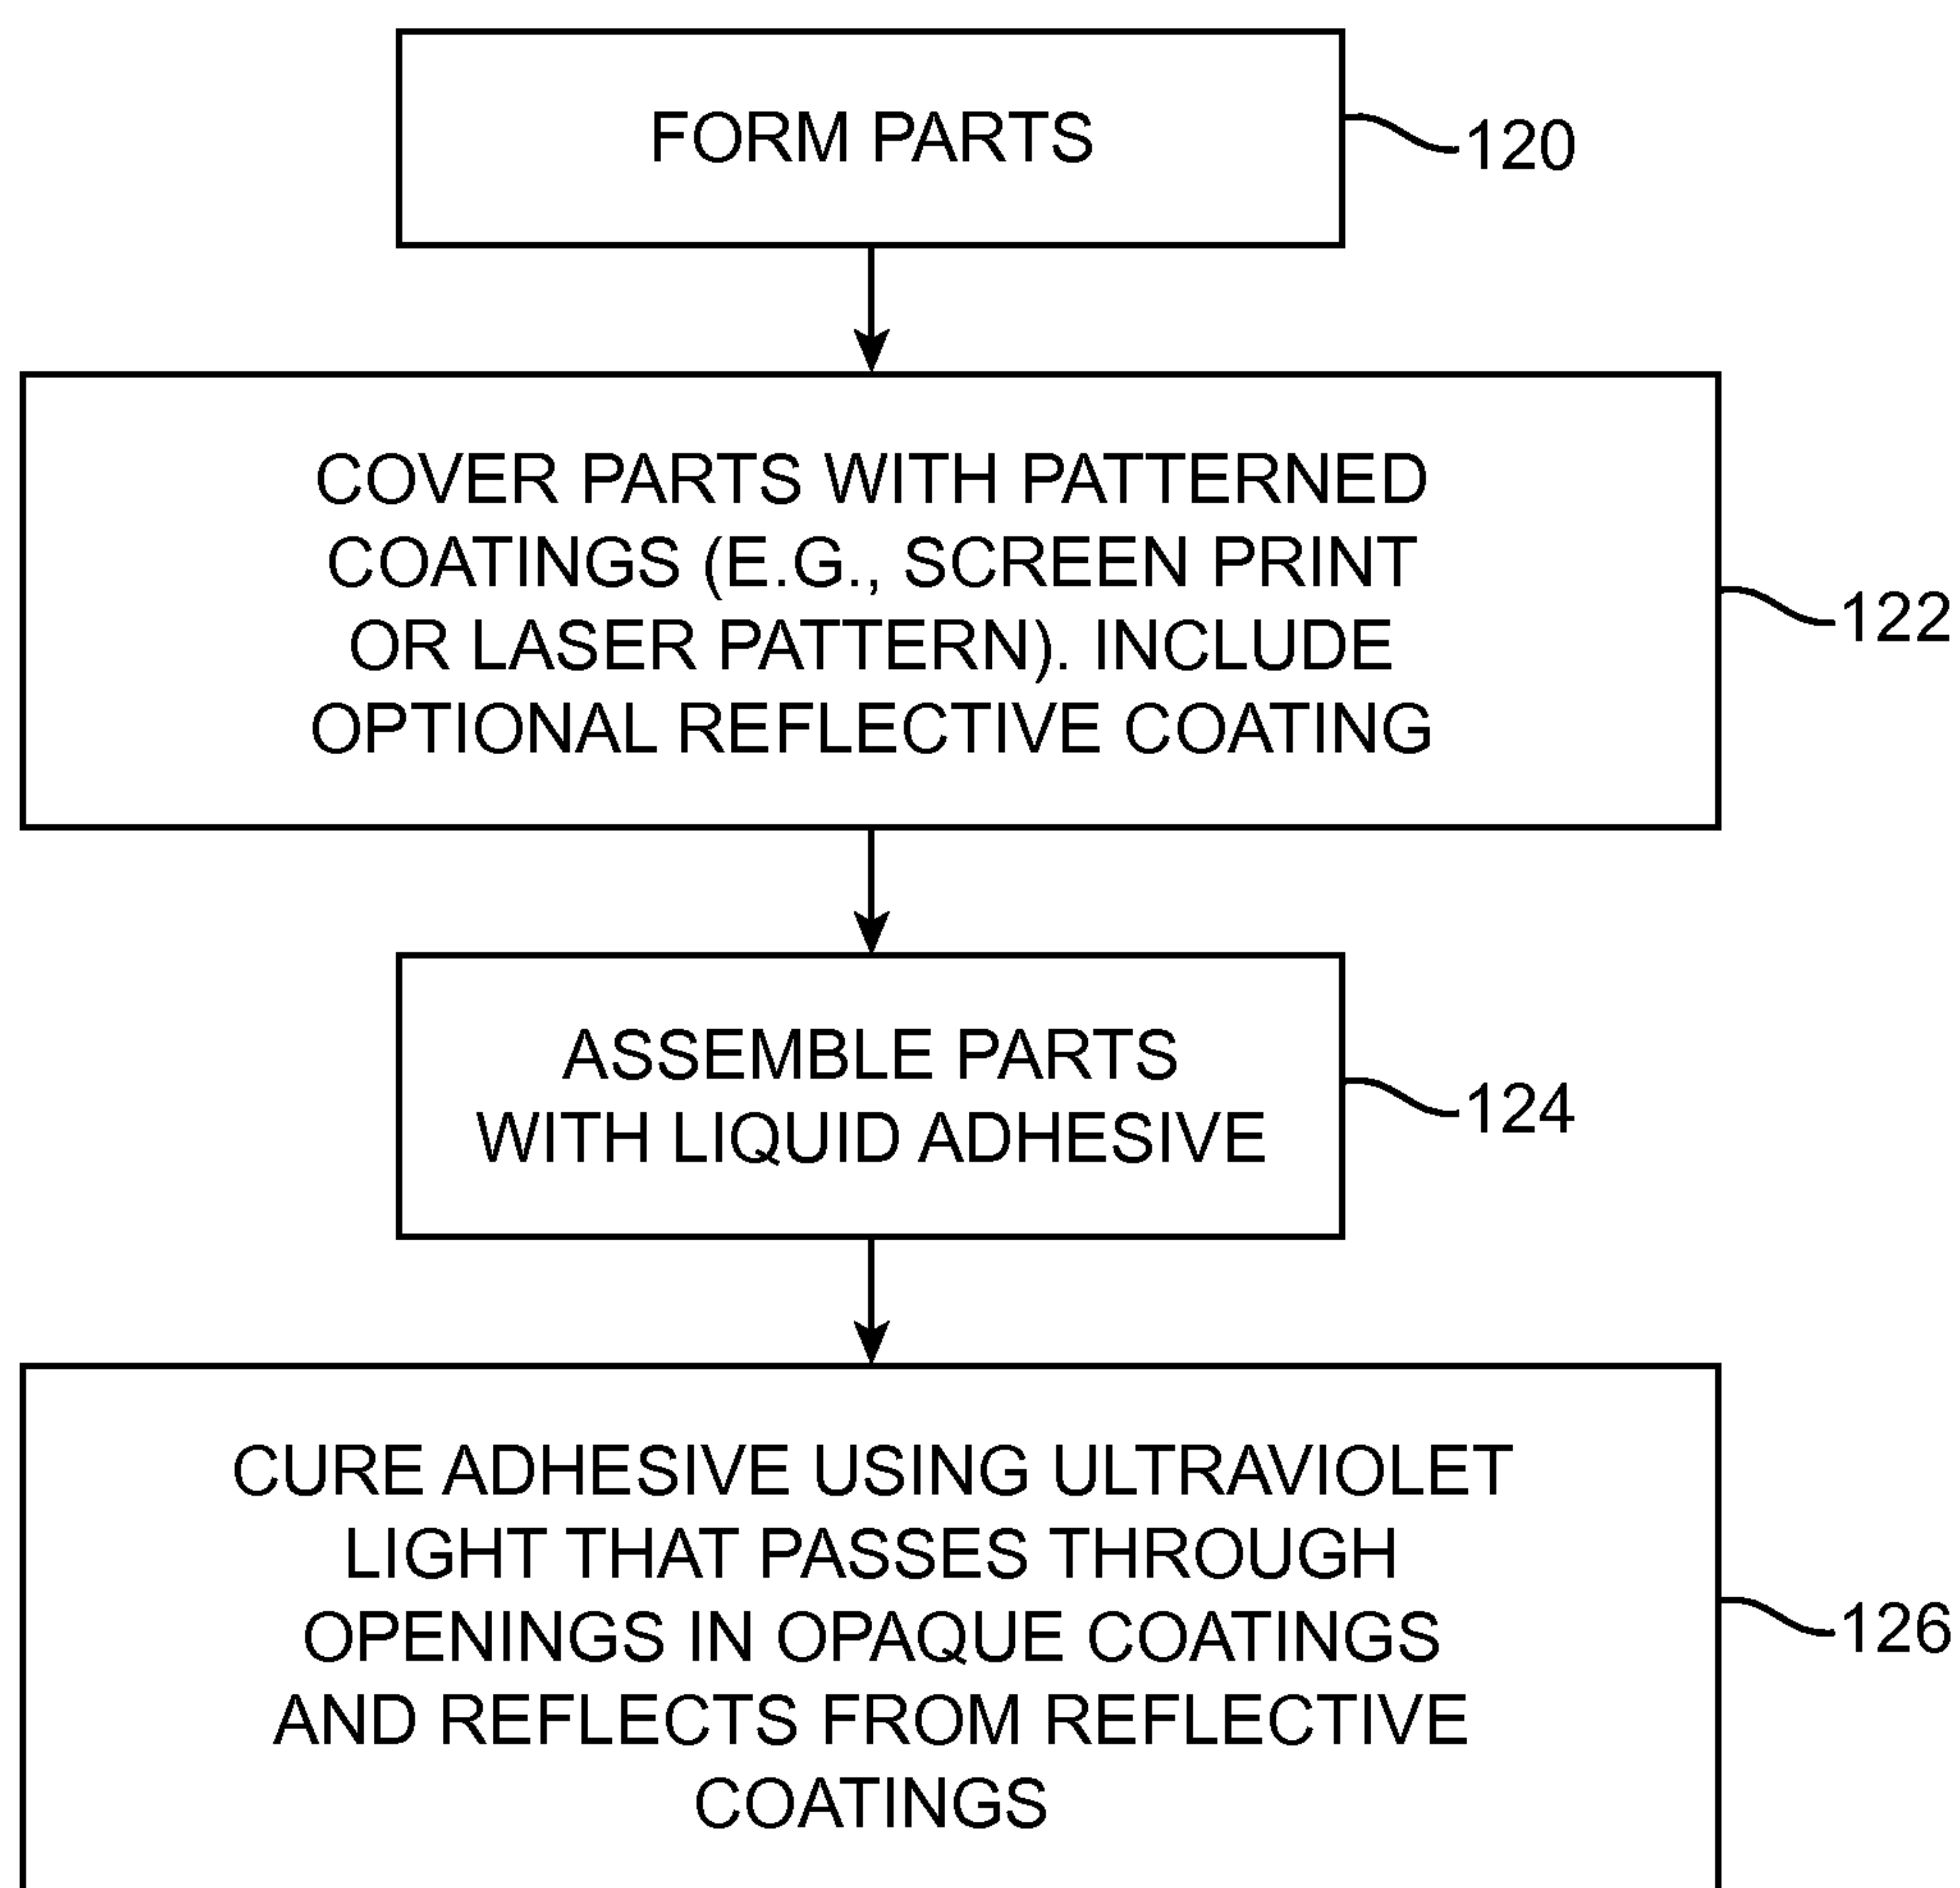 FORM PARTS
120
COVER PARTS WITH PATTERNED
COATINGS (E.G., SCREEN PRINT
OR LASER PATTERN). INCLUDE
OPTIONAL REFLECTIVE COATING
122
ASSEMBLE PARTS
WITH LIQUID ADHESIVE
124
CURE ADHESIVE USING ULTRAVIOLET
LIGHT THAT PASSES THROUGH
OPENINGS IN OPAQUE COATINGS
AND REFLECTS FROM REFLECTIVE
COATINGS
126